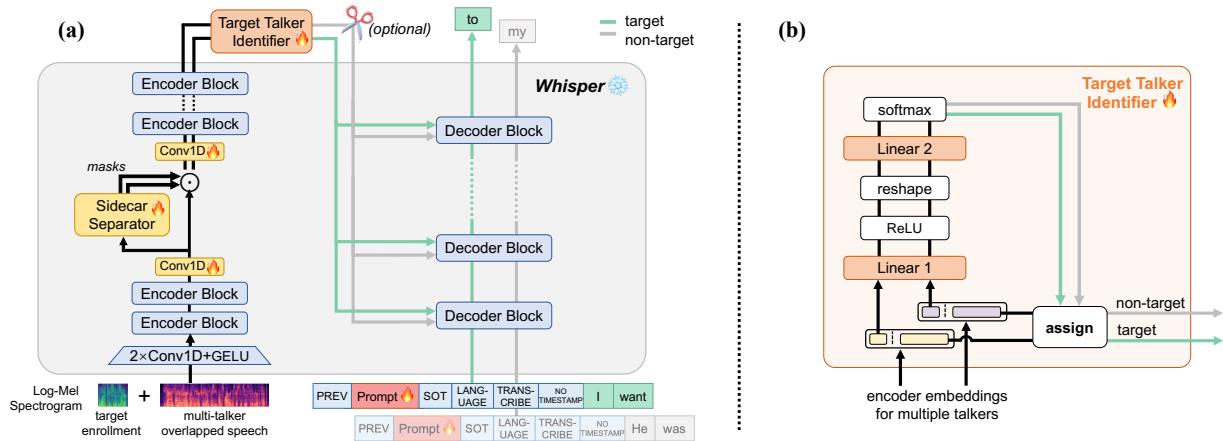 (a)
Target Talker
Identifier
(optional)
to
my
target
non-target
Whisper
Encoder Block
Encoder Block
Conv1D
masks
Sidecar
Separator
Conv1D
Encoder Block
Encoder Block
2×Conv1D+GELU
Decoder Block
Decoder Block
Decoder Block
Log-Mel
Spectrogram
target
enrollment
+
multi-talker
overlapped speech
PREV
Prompt
SOT
LANG-
UAGE
TRANS-
CRIBE
NO
TIMESTAMP
I
want
PREV
Prompt
SOT
LANG-
UAGE
TRANS-
CRIBE
NO
TIMESTAMP
He
was
(b)
Target Talker
Identifier
softmax
Linear 2
reshape
ReLU
Linear 1
assign
non-target
target
encoder embeddings
for multiple talkers